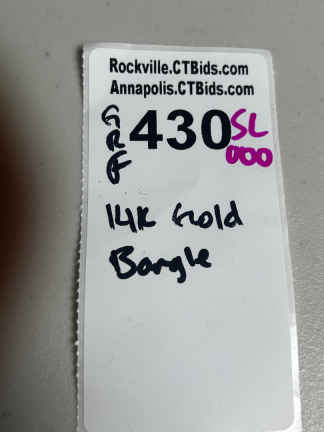 Rockville.CTBids.com
Annapolis.CTBids.com
GRF 430 SL
000
14K Gold
Bangle